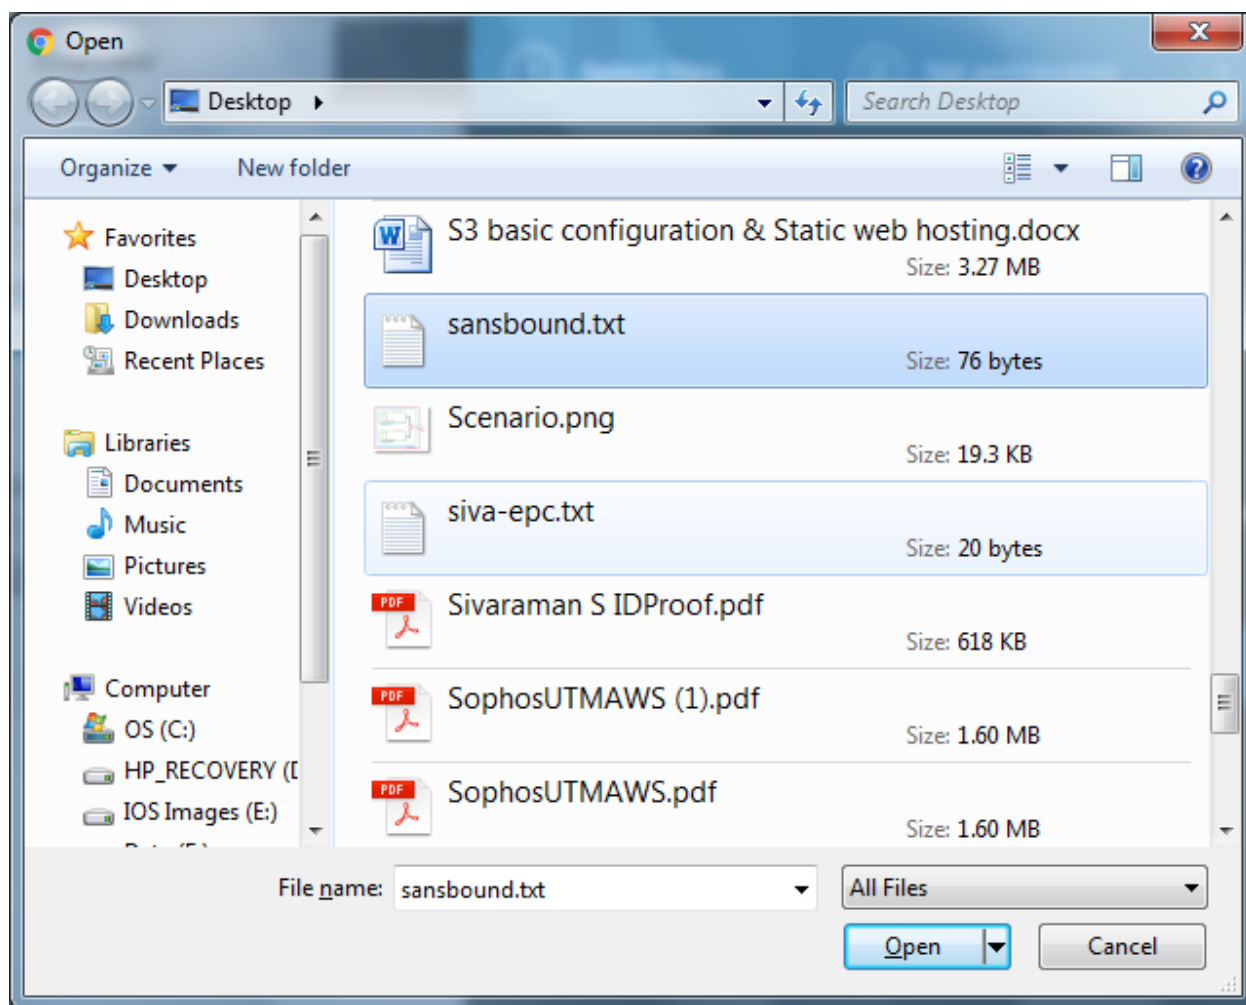 Open
Desktop
Search Desktop
Organize
New folder
Favorites
Desktop
Downloads
Recent Places
Libraries
Documents
Music
Pictures
Videos
Computer
OS (C:)
HP_RECOVERY (D
IOS Images (E:)
S3 basic configuration & Static web hosting.docx
Size: 3.27 MB
sansbound.txt
Size: 76 bytes
Scenario.png
Size: 19.3 KB
siva-epc.txt
Size: 20 bytes
PDF
Sivaraman S IDProof.pdf
Size: 618 KB
PDF
SophosUTMAWS (1).pdf
Size: 1.60 MB
PDF
SophosUTMAWS.pdf
Size: 1.60 MB
File name: sansbound.txt
All Files
Open
Cancel